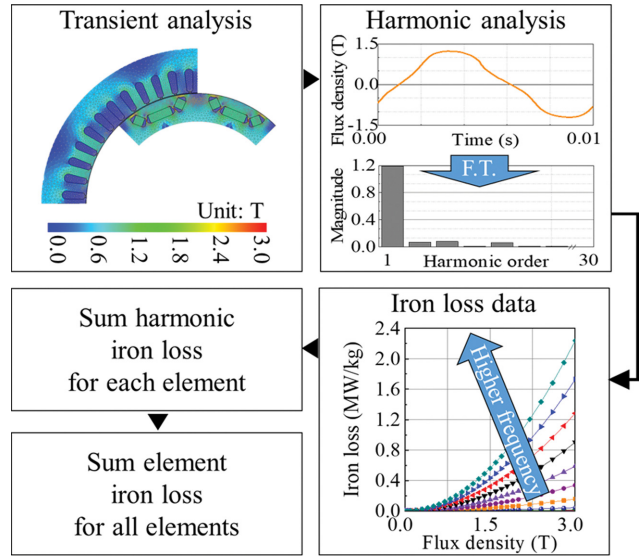 Transient analysis
Unit: T
0.0 0.6 1.2 1.8 2.4 3.0
Harmonic analysis
Flux density (T)
1.5
0.0
-1.5
0.00 Time (s) 0.01
F.T.
Magnitude
1.2
0.8
0.4
0.0
1 Harmonic order 30
Iron loss data
Iron loss (MW/kg)
2.4
2.0
1.6
1.2
0.8
0.4
0.0
Higher frequency
0.0 1.5 3.0
Flux density (T)
Sum harmonic
iron loss
for each element
Sum element
iron loss
for all elements